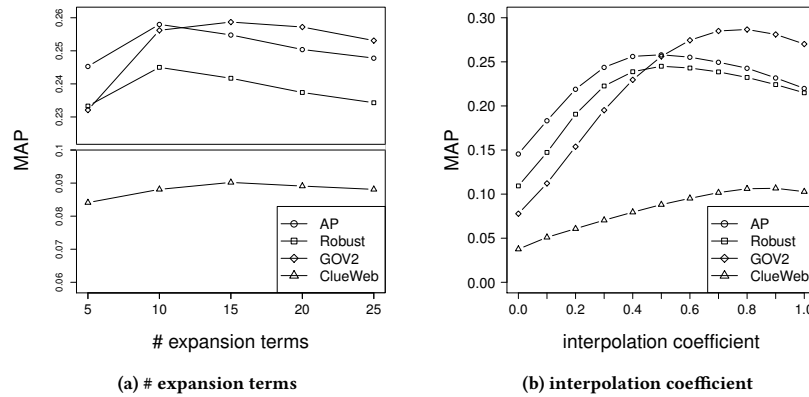 0.26
0.25
0.24
0.23
MAP
0.1
0.09
0.08
0.07
0.06
AP
Robust
GOV2
ClueWeb
5 10 15 20 25
# expansion terms
(a) # expansion terms
0.30
0.25
0.20
0.15
0.10
0.05
0.00
MAP
AP
Robust
GOV2
ClueWeb
0.0 0.2 0.4 0.6 0.8 1.0
interpolation coefficient
(b) interpolation coefficient